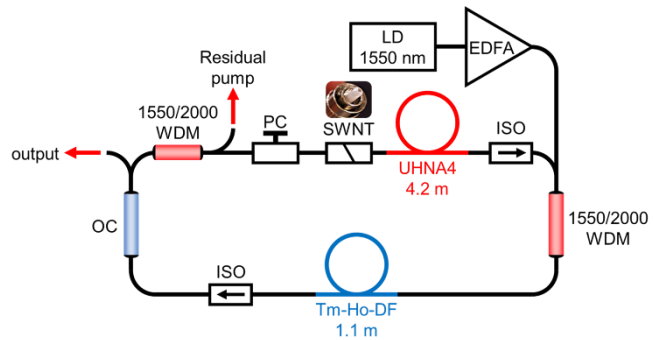 LD
1550 nm
EDFA
Residual
pump
1550/2000
WDM
PC
SWNT
ISO
output
UHNA4
4.2 m
OC
1550/2000
WDM
ISO
Tm-Ho-DF
1.1 m